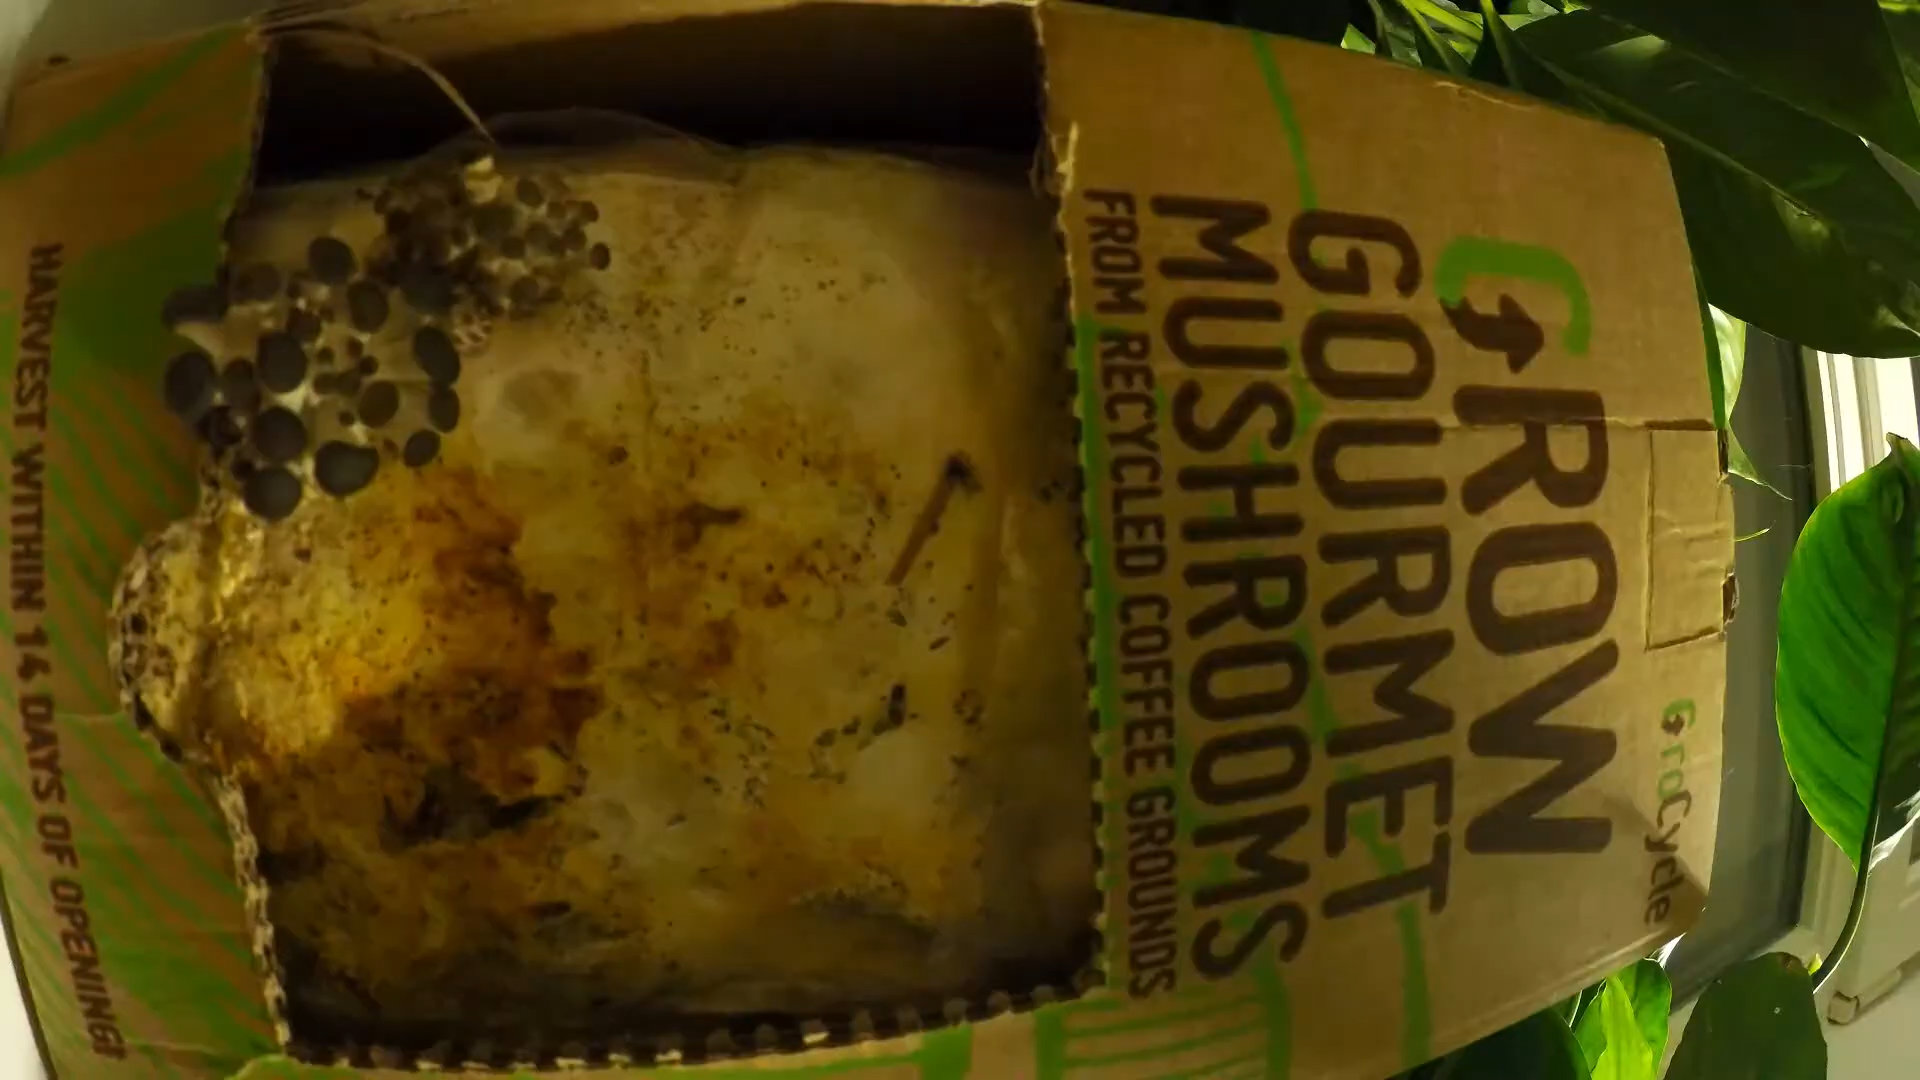 GroCycle
GROW
GOURMET
MUSHROOMS
FROM RECYCLED COFFEE GROUNDS
HARVEST WITHIN 14 DAYS OF OPENING!